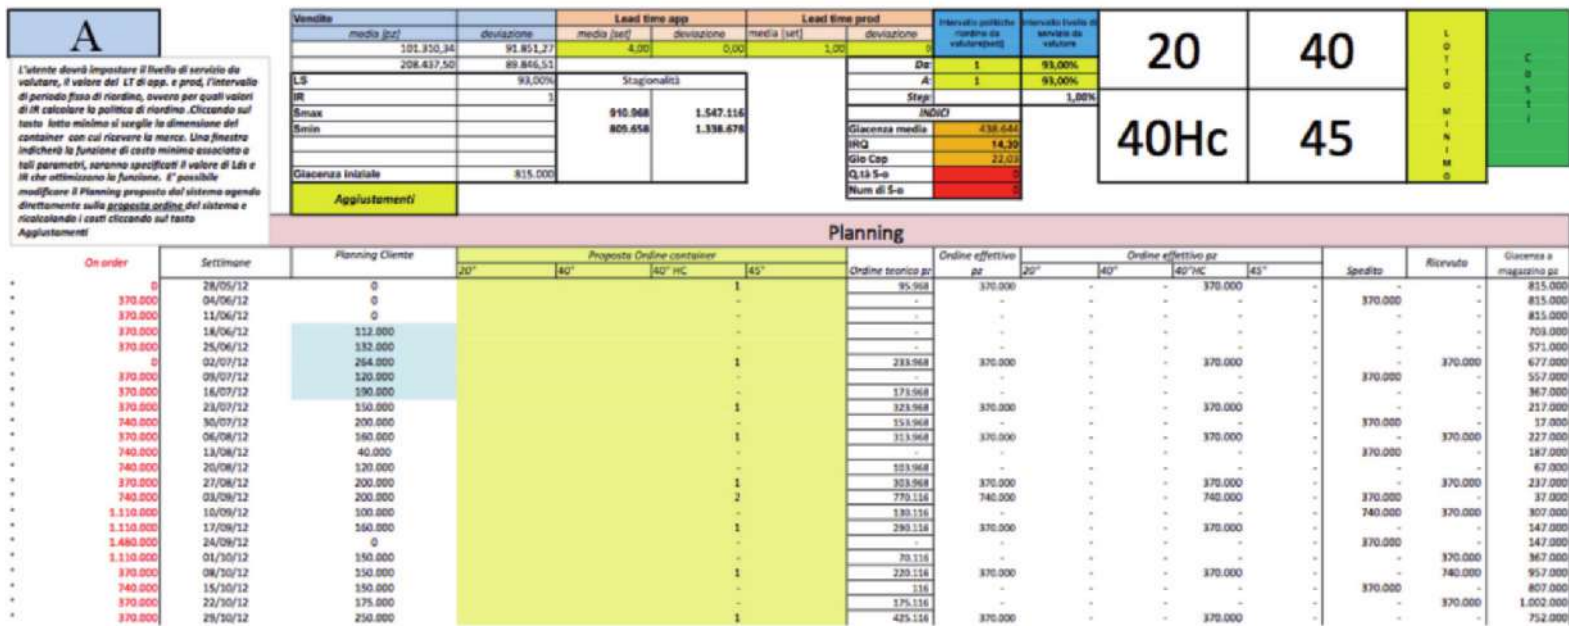 A
L'utente dovrà impostare il livello di servizio da
valutare, il valore del LT di app. e prod, l'intervallo
di periodo fisso di riordino, ovvero per quali valori
di IR calcolare la politica di riordino .Cliccando sul
tasto lotto minimo si sceglie la dimensione del
container con cui ricevere la merce. Una finestra
indicherà la funzione di costo minimo associato a
tali parametri, saranno specificati il valore di Lds e
IR che ottimizzano la funzione. E' possibile
modificare il Planning proposto dal sistema agendo
direttamente sulla proposta ordine del sistema e
ricalcolando i costi cliccando sul tasto
Aggiustamenti
Vendite Lead time app Lead time prod
media [pz] deviazione media [set] deviazione media [set] deviazione
101.310,34 91.851,27 4,00 0,00 1,00 0
208.437,50 89.846,51
LS 93,00% Stagionalità
IR 1
Smax 910.968 1.547.116
Smin 809.658 1.338.678
Giacenza iniziale 815.000
Aggiustamenti
Intervallo politiche riordino da valutare(set) Intervallo livello di servizio da valutare
Da: 1 93,00%
A: 1 93,00%
Step: 1,00%
INDICI
Giacenza media 438.644
IRQ 14,30
Gio Cop 22,03
Q.tà S-o 0
Num di S-o 0
20 40
40Hc 45
LOTTO MINIMO
Costi
Planning
On order Settimane Planning Cliente Proposta Ordine container Ordine teorico pz Ordine effettivo pz Ordine effettivo pz Spedito Ricevuto Giacenza a magazzino pz
20" 40" 40" HC 45" 20" 40" 40"HC 45"
0 28/05/12 0 1 95.968 370.000 - - 370.000 - - - 815.000
370.000 04/06/12 0 - - - - - - - 370.000 - 815.000
370.000 11/06/12 0 - - - - - - - - - 815.000
370.000 18/06/12 112.000 - - - - - - - - - 703.000
370.000 25/06/12 132.000 - - - - - - - - - 571.000
0 02/07/12 264.000 1 233.968 370.000 - - 370.000 - - 370.000 677.000
370.000 09/07/12 120.000 - - - - - - - 370.000 - 557.000
370.000 16/07/12 190.000 - 173.968 - - - - - - - 367.000
370.000 23/07/12 150.000 1 323.968 370.000 - - 370.000 - - - 217.000
740.000 30/07/12 200.000 - 153.968 - - - - - 370.000 - 17.000
370.000 06/08/12 160.000 1 313.968 370.000 - - 370.000 - - 370.000 227.000
740.000 13/08/12 40.000 - - - - - - - 370.000 - 187.000
740.000 20/08/12 120.000 - 103.968 - - - - - - - 67.000
370.000 27/08/12 200.000 1 303.968 370.000 - - 370.000 - - 370.000 237.000
740.000 03/09/12 200.000 2 770.116 740.000 - - 740.000 - 370.000 - 37.000
1.110.000 10/09/12 100.000 - 130.116 - - - - - 740.000 370.000 307.000
1.110.000 17/09/12 160.000 1 290.116 370.000 - - 370.000 - - - 147.000
1.480.000 24/09/12 0 - - - - - - - 370.000 - 147.000
1.110.000 01/10/12 150.000 - 70.116 - - - - - - 370.000 367.000
370.000 08/10/12 150.000 1 220.116 370.000 - - 370.000 - - 740.000 957.000
740.000 15/10/12 150.000 - 116 - - - - - 370.000 - 807.000
370.000 22/10/12 175.000 - 175.116 - - - - - - 370.000 1.002.000
370.000 29/10/12 250.000 1 425.116 370.000 - - 370.000 - - - 752.000